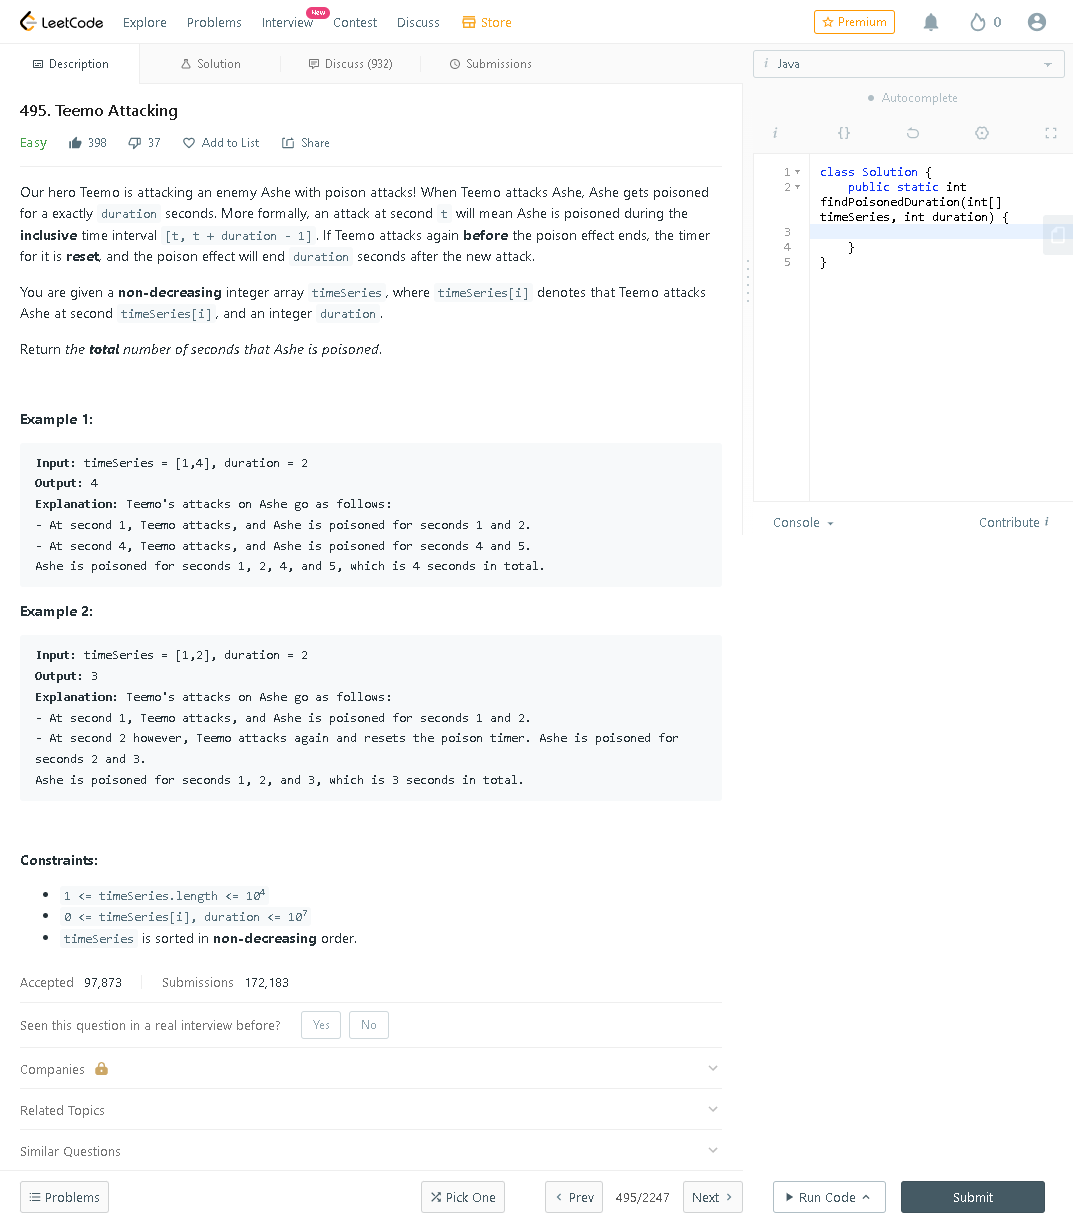 LeetCode Explore Problems Interview New Contest Discuss Store Premium 0
Description Solution Discuss (932) Submissions
i Java
Autocomplete
495. Teemo Attacking
Easy 398 37 Add to List Share
Our hero Teemo is attacking an enemy Ashe with poison attacks! When Teemo attacks Ashe, Ashe gets poisoned
for a exactly duration seconds. More formally, an attack at second t will mean Ashe is poisoned during the
inclusive time interval [t, t + duration - 1]. If Teemo attacks again before the poison effect ends, the timer
for it is reset, and the poison effect will end duration seconds after the new attack.
You are given a non-decreasing integer array timeSeries, where timeSeries[i] denotes that Teemo attacks
Ashe at second timeSeries[i], and an integer duration.
Return the total number of seconds that Ashe is poisoned.
Example 1:
Input: timeSeries = [1,4], duration = 2
Output: 4
Explanation: Teemo's attacks on Ashe go as follows:
- At second 1, Teemo attacks, and Ashe is poisoned for seconds 1 and 2.
- At second 4, Teemo attacks, and Ashe is poisoned for seconds 4 and 5.
Ashe is poisoned for seconds 1, 2, 4, and 5, which is 4 seconds in total.
Example 2:
Input: timeSeries = [1,2], duration = 2
Output: 3
Explanation: Teemo's attacks on Ashe go as follows:
- At second 1, Teemo attacks, and Ashe is poisoned for seconds 1 and 2.
- At second 2 however, Teemo attacks again and resets the poison timer. Ashe is poisoned for
seconds 2 and 3.
Ashe is poisoned for seconds 1, 2, and 3, which is 3 seconds in total.
Constraints:
• 1 <= timeSeries.length <= 10⁴
• 0 <= timeSeries[i], duration <= 10⁷
• timeSeries is sorted in non-decreasing order.
Accepted 97,873 Submissions 172,183
Seen this question in a real interview before? Yes No
Companies
Related Topics
Similar Questions
i {}
1 class Solution {
2 public static int
findPoisonedDuration(int[]
timeSeries, int duration) {
3
4 }
5 }
Console Contribute i
Problems Pick One < Prev 495/2247 Next > Run Code Submit